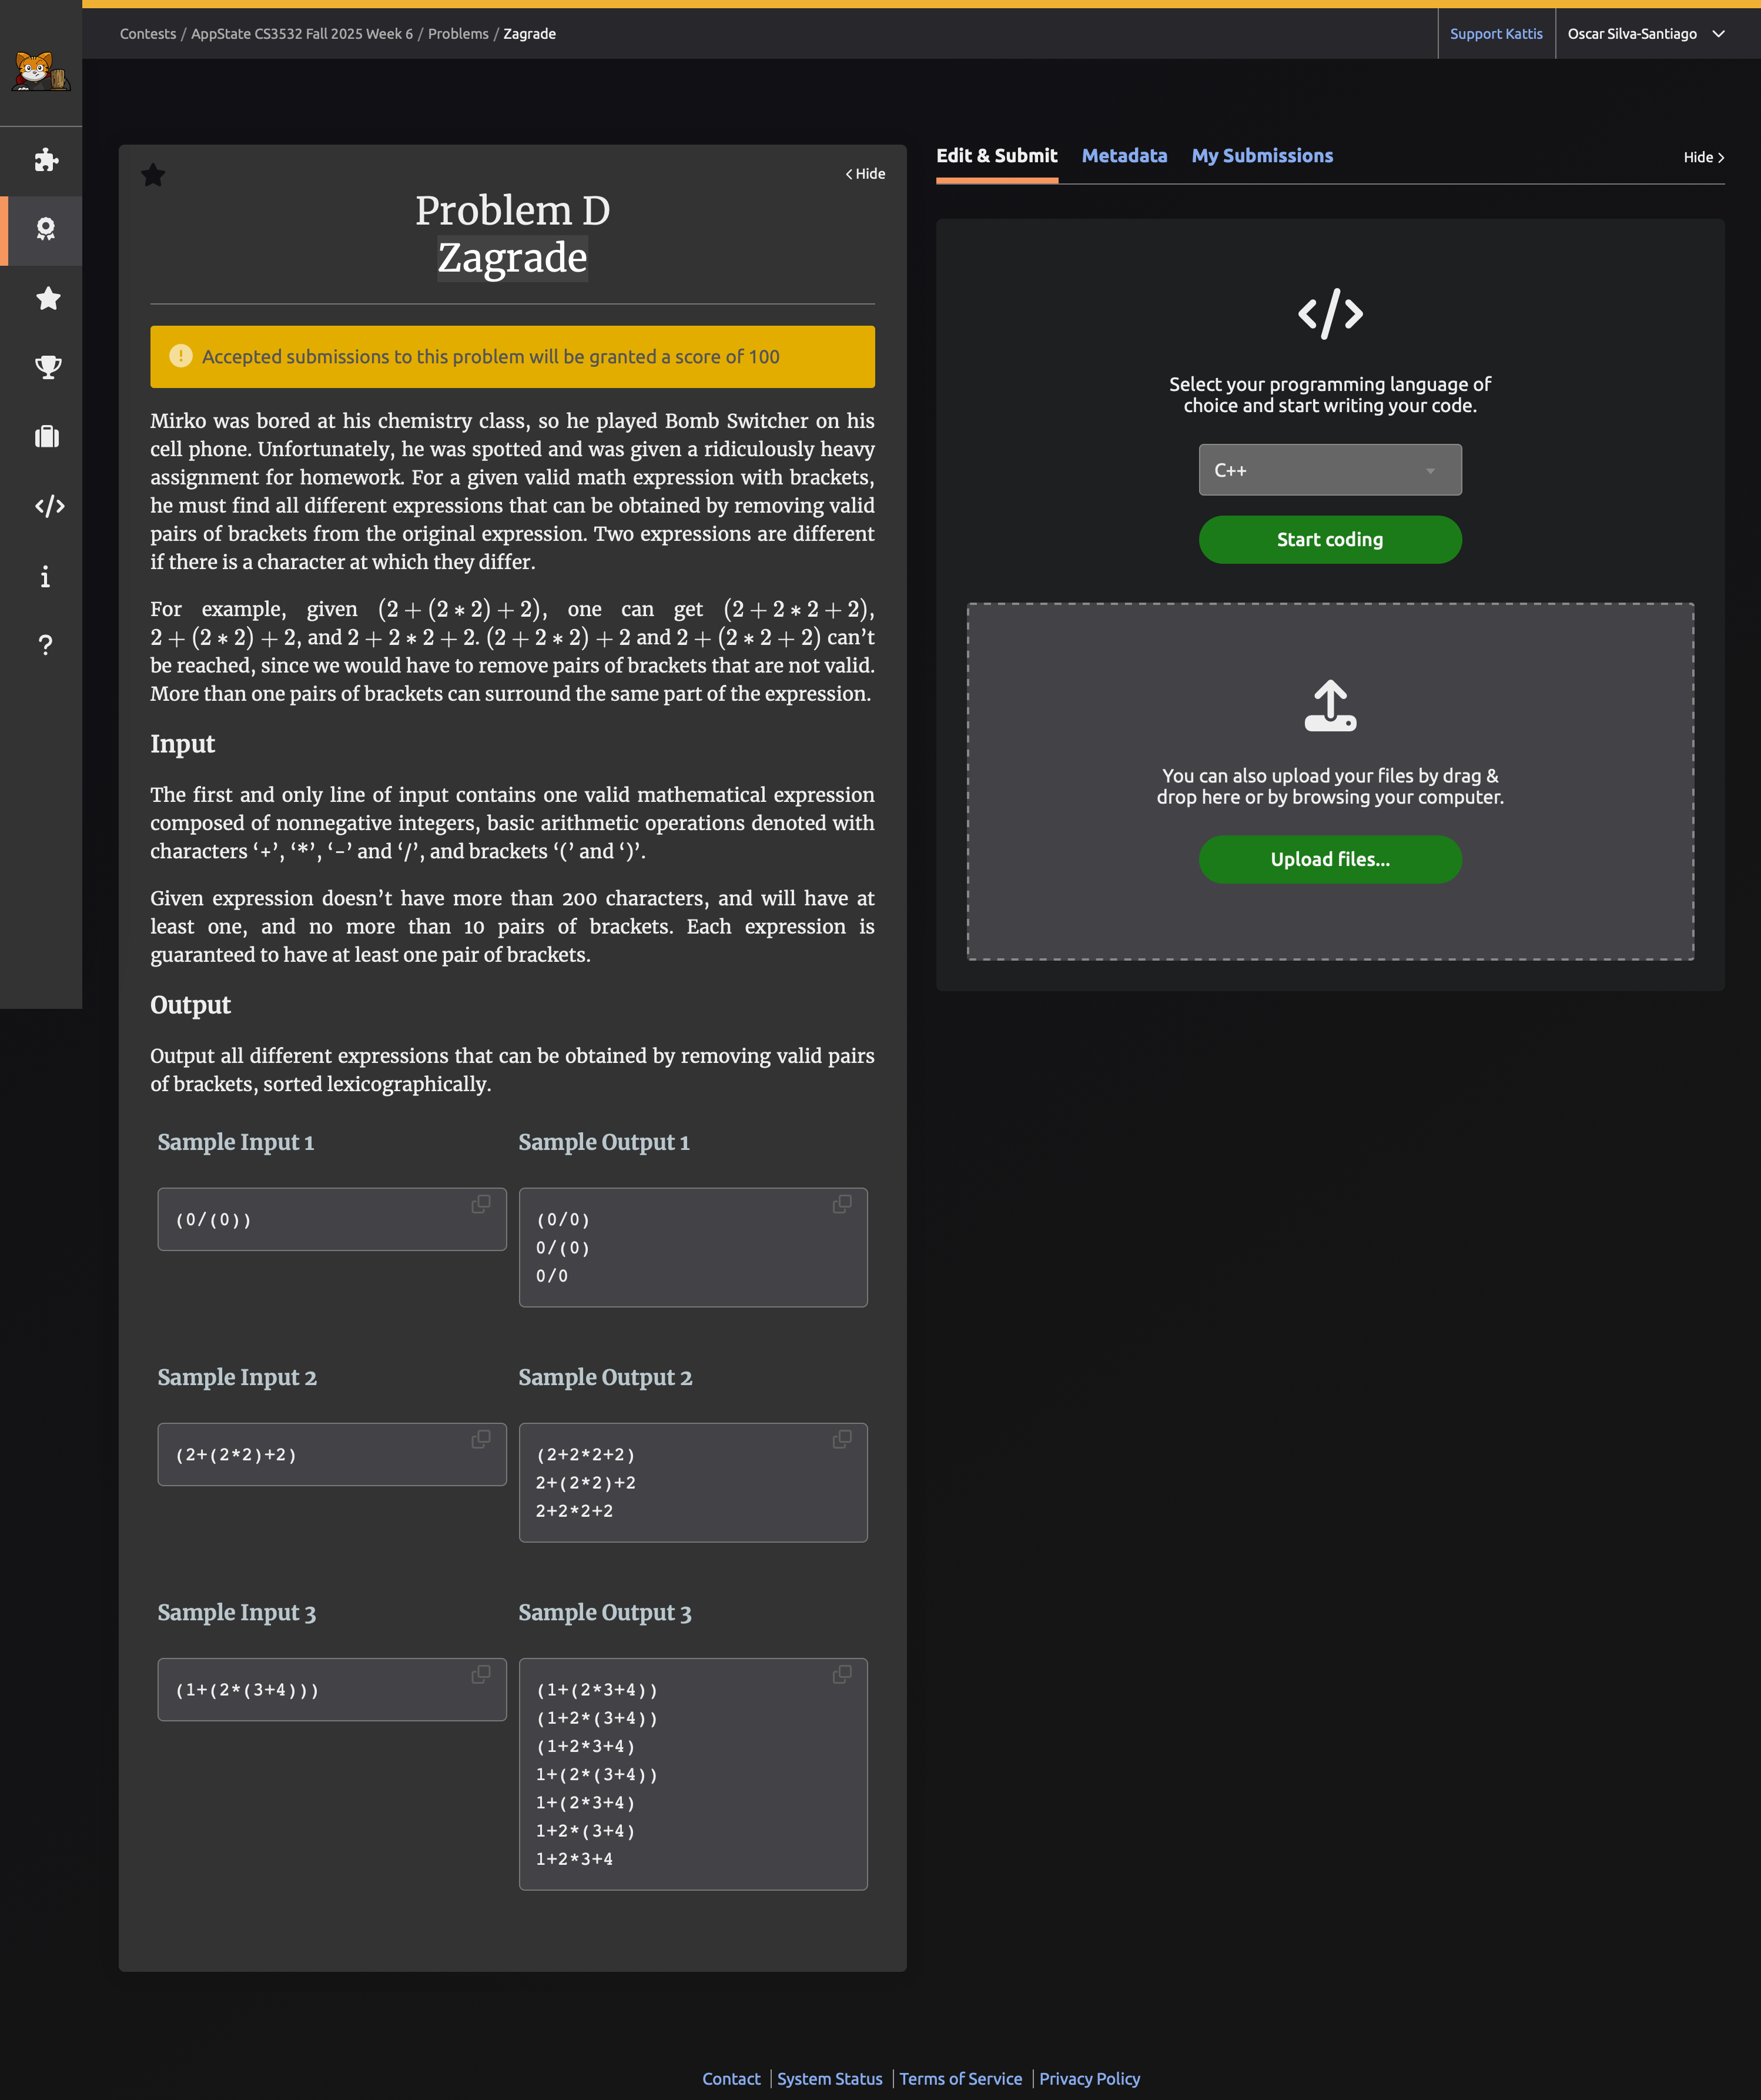 Contests / AppState CS3532 Fall 2025 Week 6 / Problems / Zagrade
Support Kattis
Oscar Silva-Santiago
Hide
Problem D
Zagrade
! Accepted submissions to this problem will be granted a score of 100
Mirko was bored at his chemistry class, so he played Bomb Switcher on his
cell phone. Unfortunately, he was spotted and was given a ridiculously heavy
assignment for homework. For a given valid math expression with brackets,
he must find all different expressions that can be obtained by removing valid
pairs of brackets from the original expression. Two expressions are different
if there is a character at which they differ.
For example, given (2 + (2 ∗ 2) + 2), one can get (2 + 2 ∗ 2 + 2),
2 + (2 ∗ 2) + 2, and 2 + 2 ∗ 2 + 2. (2 + 2 ∗ 2) + 2 and 2 + (2 ∗ 2 + 2) can’t
be reached, since we would have to remove pairs of brackets that are not valid.
More than one pairs of brackets can surround the same part of the expression.
Input
The first and only line of input contains one valid mathematical expression
composed of nonnegative integers, basic arithmetic operations denoted with
characters ‘+’, ‘*’, ‘-’ and ‘/’, and brackets ‘(’ and ‘)’.
Given expression doesn’t have more than 200 characters, and will have at
least one, and no more than 10 pairs of brackets. Each expression is
guaranteed to have at least one pair of brackets.
Output
Output all different expressions that can be obtained by removing valid pairs
of brackets, sorted lexicographically.
Sample Input 1
(0/(0))
Sample Output 1
(0/0)
0/(0)
0/0
Sample Input 2
(2+(2*2)+2)
Sample Output 2
(2+2*2+2)
2+(2*2)+2
2+2*2+2
Sample Input 3
(1+(2*(3+4)))
Sample Output 3
(1+(2*3+4))
(1+2*(3+4))
(1+2*3+4)
1+(2*(3+4))
1+(2*3+4)
1+2*(3+4)
1+2*3+4
Edit & Submit
Metadata
My Submissions
Hide
</>
Select your programming language of
choice and start writing your code.
C++
Start coding
You can also upload your files by drag &
drop here or by browsing your computer.
Upload files...
Contact | System Status | Terms of Service | Privacy Policy